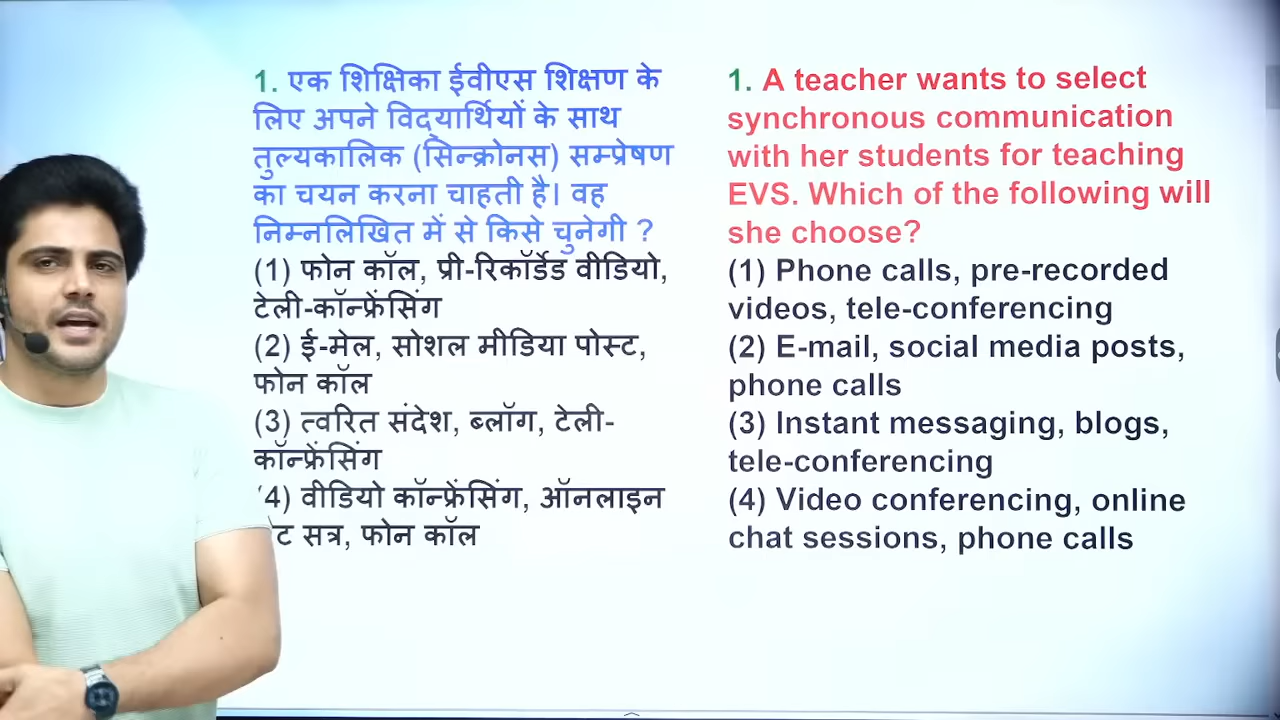 1. एक शिक्षिका ईवीएस शिक्षण के
लिए अपने विद्यार्थियों के साथ
तुल्यकालिक (सिन्क्रोनस) सम्प्रेषण
का चयन करना चाहती है। वह
निम्नलिखित में से किसे चुनेगी ?
(1) फोन कॉल, प्री-रिकॉर्डेड वीडियो,
टेली-कॉन्फ्रेंसिंग
(2) ई-मेल, सोशल मीडिया पोस्ट,
फोन कॉल
(3) त्वरित संदेश, ब्लॉग, टेली-
कॉन्फ्रेंसिंग
4) वीडियो कॉन्फ्रेंसिंग, ऑनलाइन
सत्र, फोन कॉल
1. A teacher wants to select
synchronous communication
with her students for teaching
EVS. Which of the following will
she choose?
(1) Phone calls, pre-recorded
videos, tele-conferencing
(2) E-mail, social media posts,
phone calls
(3) Instant messaging, blogs,
tele-conferencing
(4) Video conferencing, online
chat sessions, phone calls